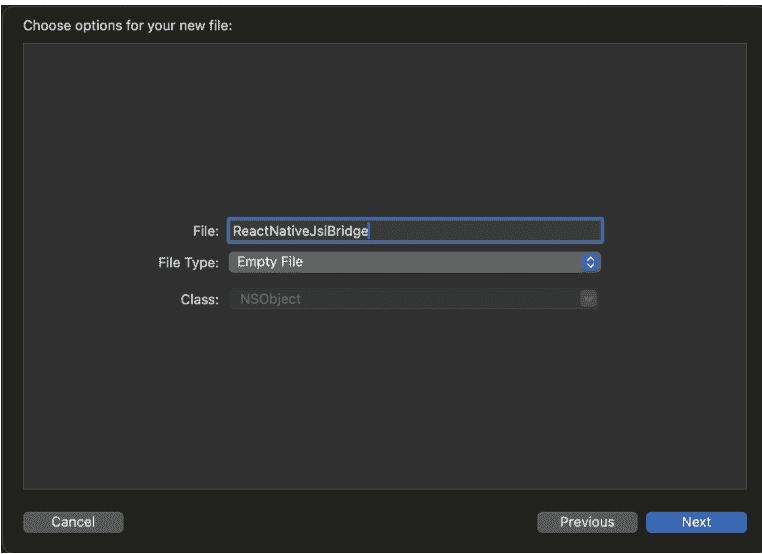 Choose options for your new file:
File: ReactNativeJsiBridge
File Type: Empty File
Class: NSObject
Cancel Previous Next